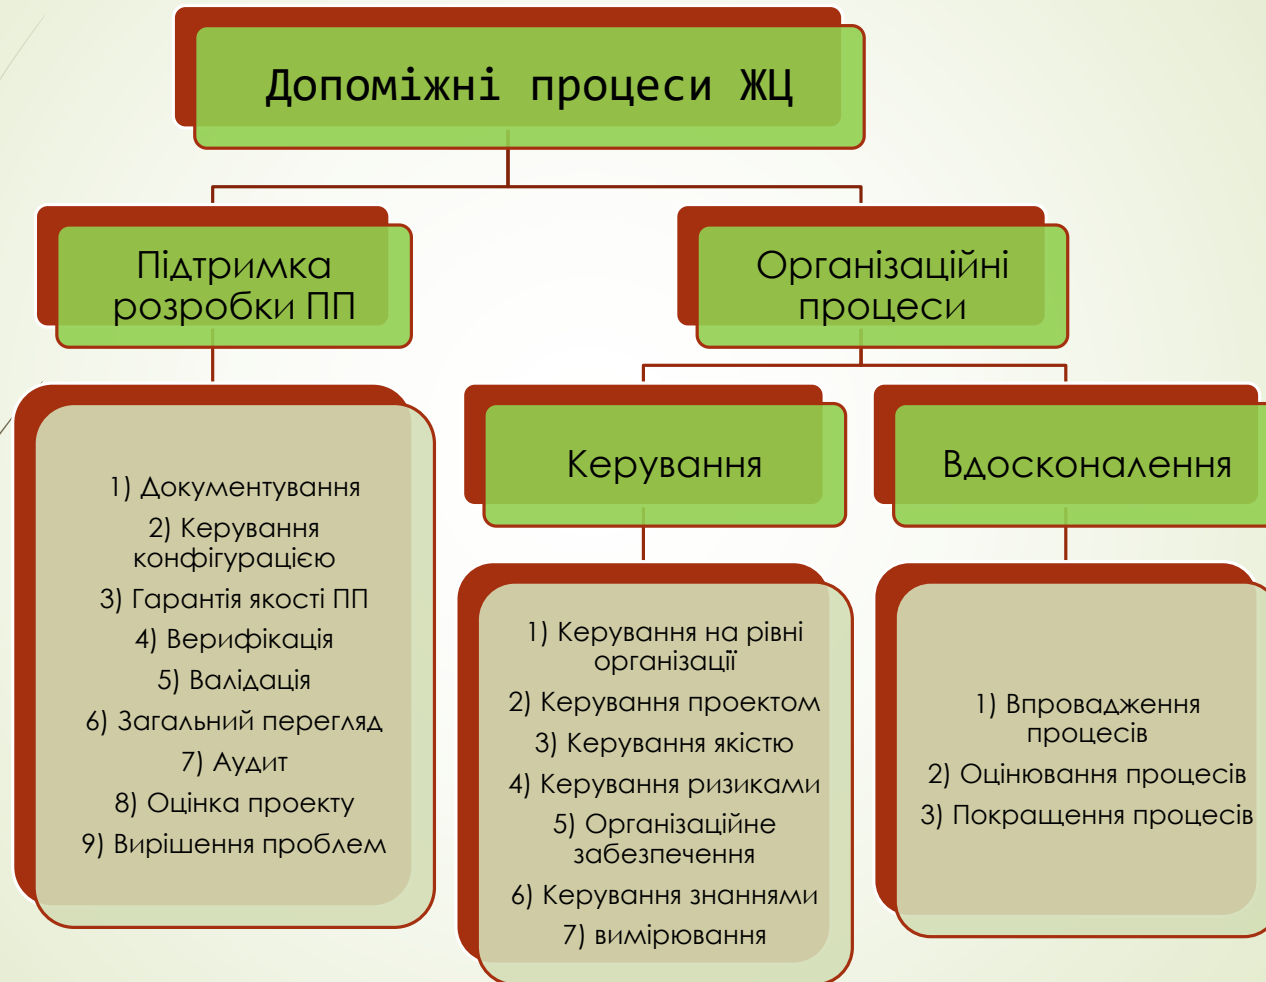 Допоміжні процеси ЖЦ
Підтримка
розробки ПП
Організаційні
процеси
1) Документування
2) Керування
конфігурацією
3) Гарантія якості ПП
4) Верифікація
5) Валідація
6) Загальний перегляд
7) Аудит
8) Оцінка проекту
9) Вирішення проблем
Керування
1) Керування на рівні
організації
2) Керування проектом
3) Керування якістю
4) Керування ризиками
5) Організаційне
забезпечення
6) Керування знаннями
7) вимірювання
Вдосконалення
1) Впровадження
процесів
2) Оцінювання процесів
3) Покращення процесів